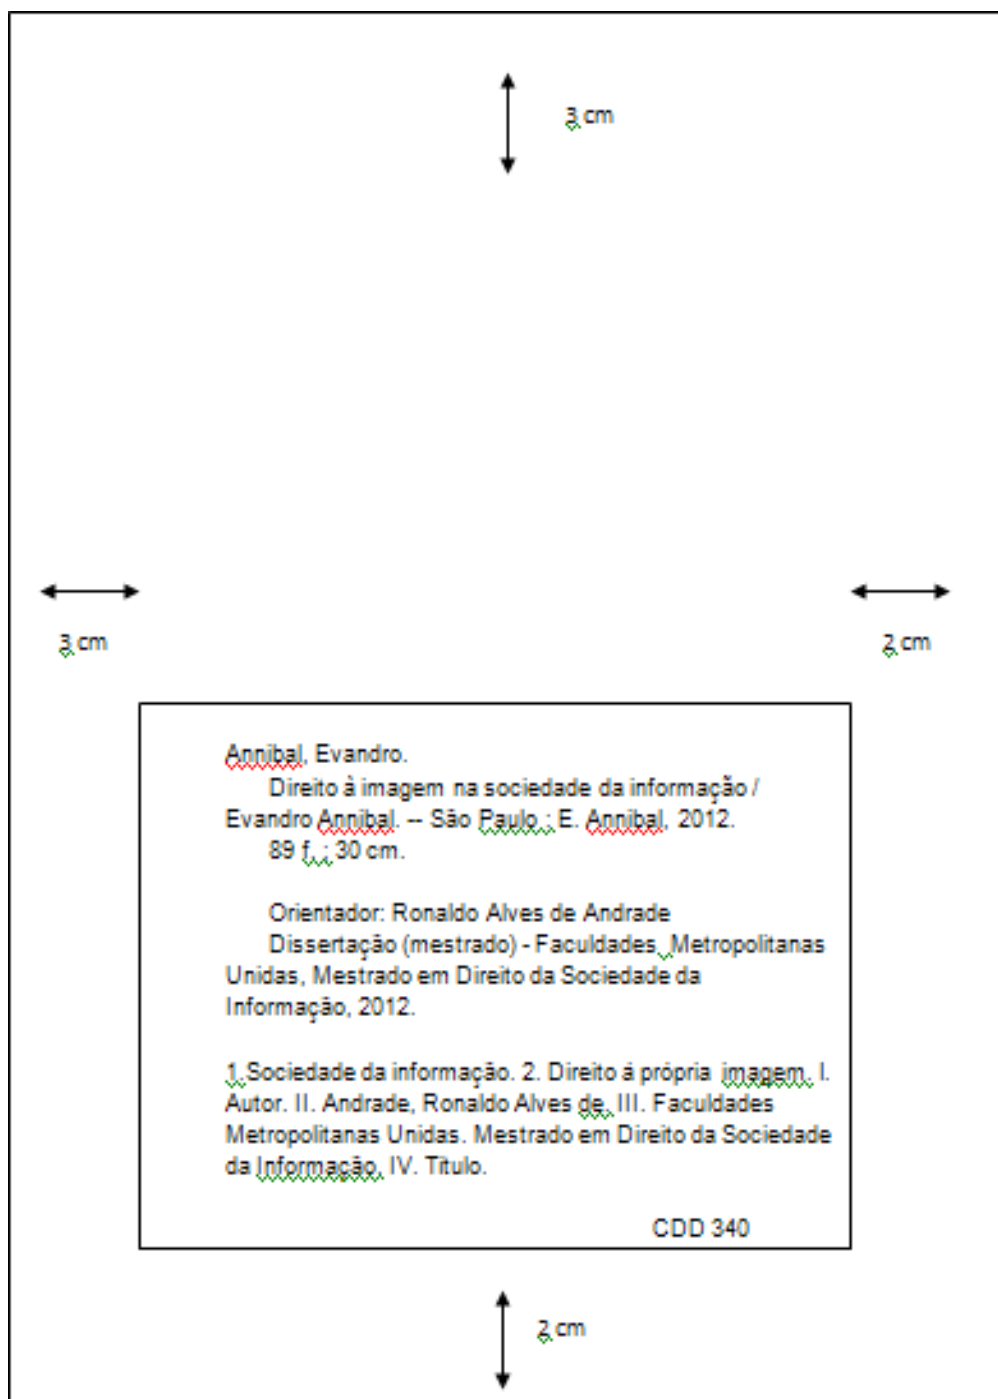 3 cm
3 cm
2 cm
Annibal, Evandro.
Direito à imagem na sociedade da informação /
Evandro Annibal. -- São Paulo ; E. Annibal, 2012.
89 f. ; 30 cm.
Orientador: Ronaldo Alves de Andrade
Dissertação (mestrado) - Faculdades Metropolitanas
Unidas, Mestrado em Direito da Sociedade da
Informação, 2012.
1.Sociedade da informação. 2. Direito á própria imagem. I.
Autor. II. Andrade, Ronaldo Alves de. III. Faculdades
Metropolitanas Unidas. Mestrado em Direito da Sociedade
da Informação. IV. Título.
CDD 340
2 cm